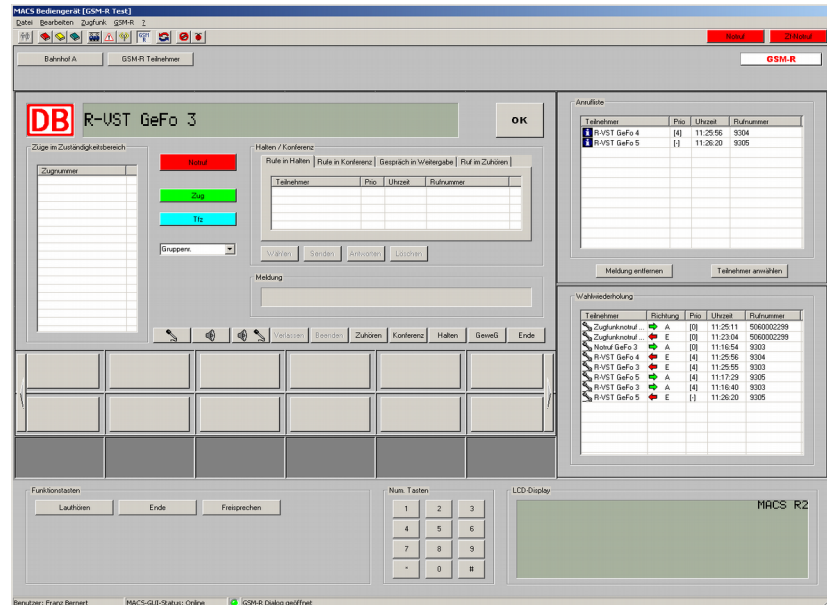 MACS Bediengerät [GSM-R Test]
Datei Bearbeiten Zugfunk GSM-R ?
GSM R
Notruf
Bahnhof A
GSM-R Teilnehmer
GSM-R
DB
R-VST GeFo 3
OK
Züge im Zuständigkeitsbereich
Zugnummer
Notruf
Zug
Tfz
Gruppenr.
Halten / Konferenz
Rufe in Halten Rufe in Konferenz Gespräch in Weitergabe Ruf im Zuhören
Teilnehmer Prio Uhrzeit Rufnummer
Wählen Senden Antworten Löschen
Meldung
Verlassen Beenden Zuhören Konferenz Halten GeweG Ende
Anrufliste
Teilnehmer Prio Uhrzeit Rufnummer
R-VST GeFo 4 [4] 11:25:56 9304
R-VST GeFo 5 [-] 11:26:20 9305
Meldung entfernen
Teilnehmer anwählen
Wahlwiederholung
Teilnehmer Richtung Prio Uhrzeit Rufnummer
Zugfunknotruf ... A [0] 11:25:11 5060002299
Zugfunknotruf ... E [0] 11:23:04 5060002299
Notruf GeFo 3 A [0] 11:16:54 9303
R-VST GeFo 4 E [4] 11:25:56 9304
R-VST GeFo 3 E [4] 11:25:55 9303
R-VST GeFo 5 A [4] 11:17:29 9305
R-VST GeFo 3 A [4] 11:16:40 9303
R-VST GeFo 5 E [-] 11:26:20 9305
Funktionstasten
Lauthören
Ende
Freisprechen
Num. Tasten
1 2 3
4 5 6
7 8 9
* 0 #
LCD-Display
MACS R2
Benutzer: Franz Bernert
MACS-GUI-Status: Online
GSM-R Dialog geöffnet